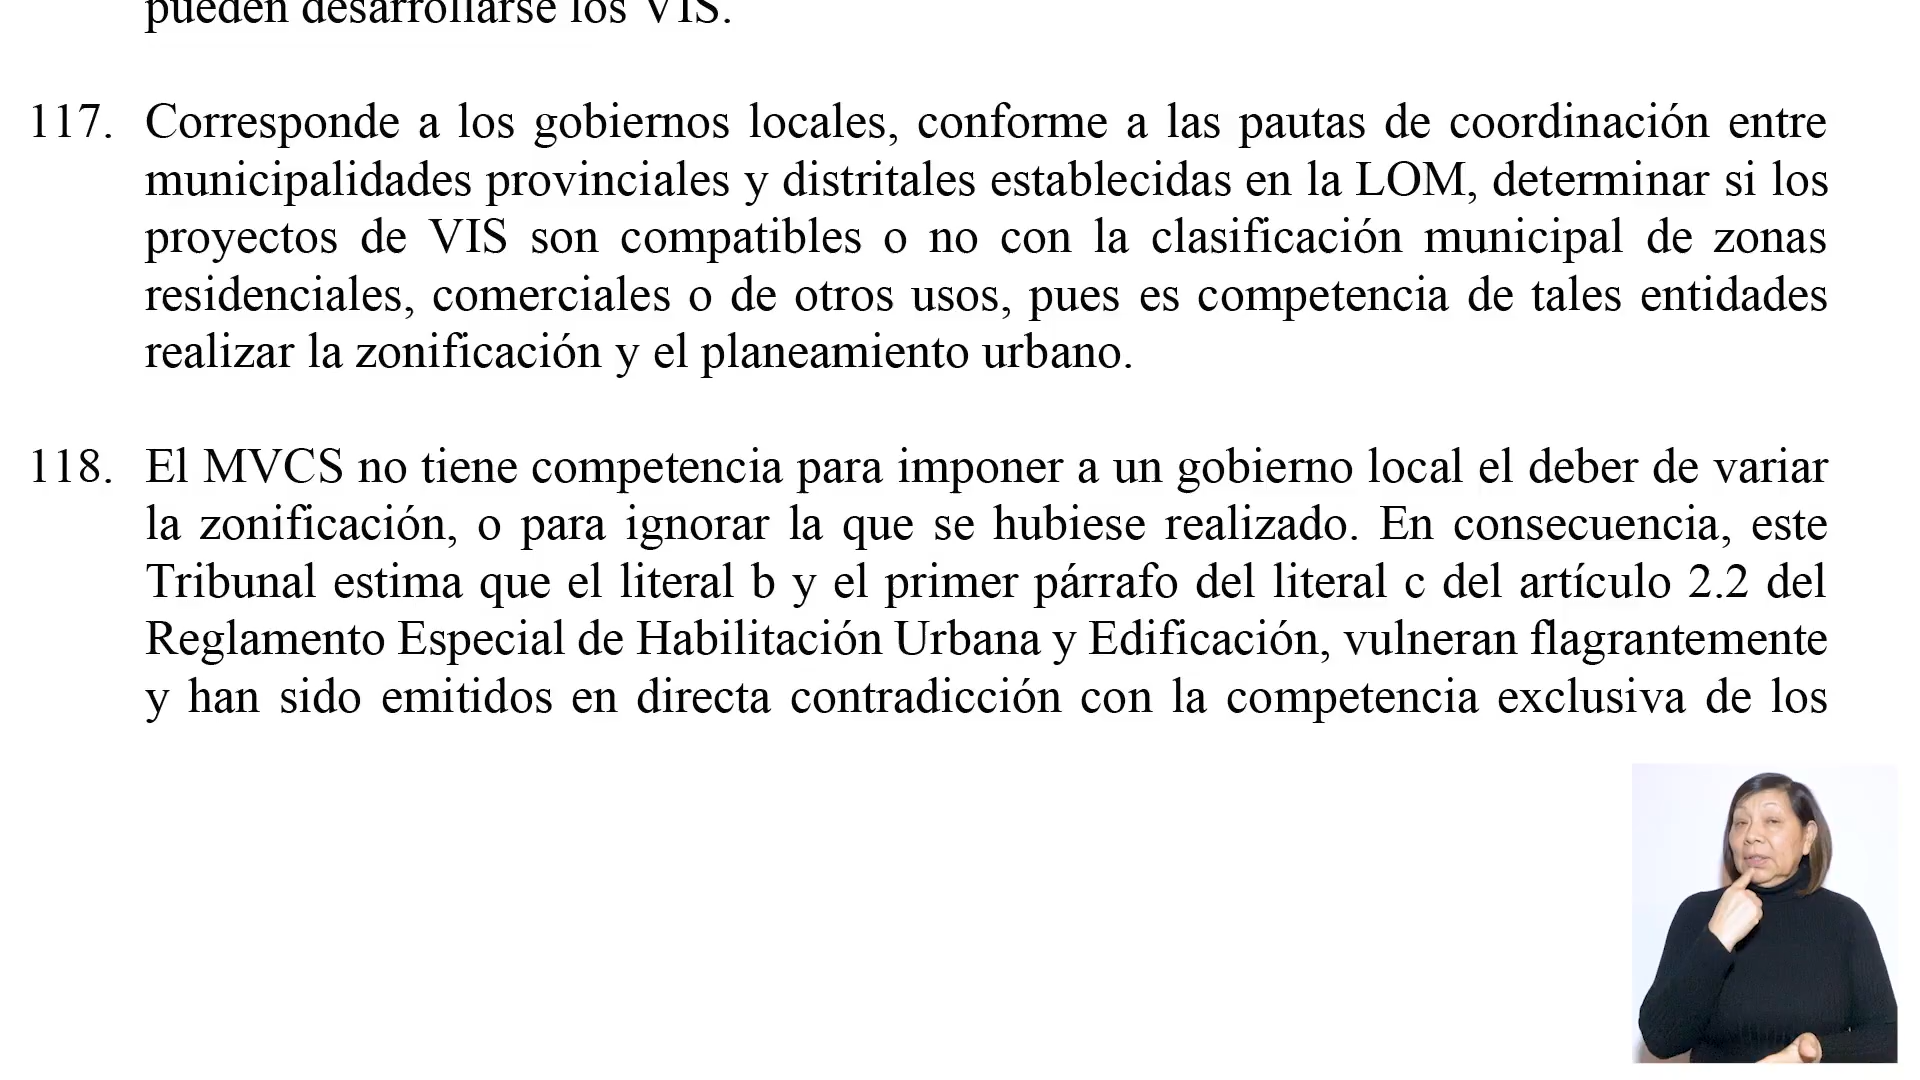 pueden desarrollarse los VIS.
117. Corresponde a los gobiernos locales, conforme a las pautas de coordinación entre
municipalidades provinciales y distritales establecidas en la LOM, determinar si los
proyectos de VIS son compatibles o no con la clasificación municipal de zonas
residenciales, comerciales o de otros usos, pues es competencia de tales entidades
realizar la zonificación y el planeamiento urbano.
118. El MVCS no tiene competencia para imponer a un gobierno local el deber de variar
la zonificación, o para ignorar la que se hubiese realizado. En consecuencia, este
Tribunal estima que el literal b y el primer párrafo del literal c del artículo 2.2 del
Reglamento Especial de Habilitación Urbana y Edificación, vulneran flagrantemente
y han sido emitidos en directa contradicción con la competencia exclusiva de los